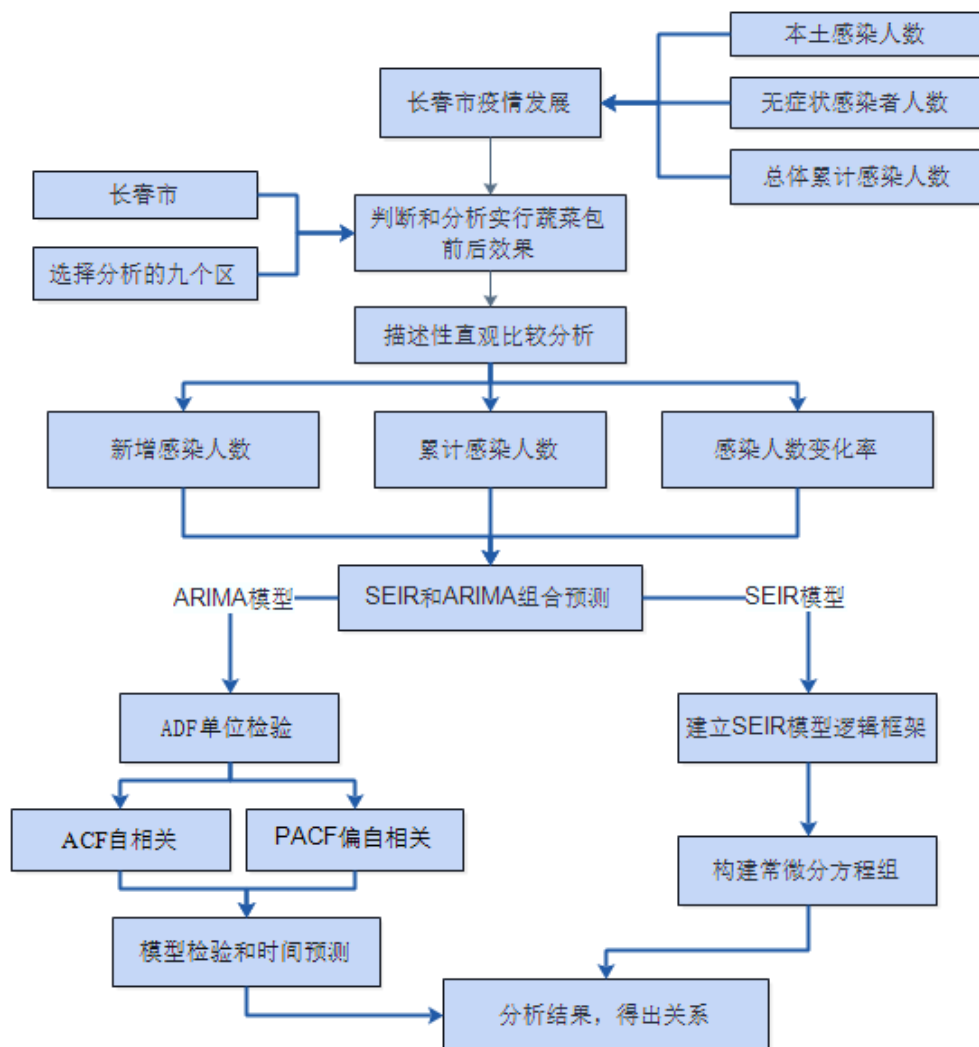 本土感染人数
长春市疫情发展
无症状感染者人数
总体累计感染人数
长春市
判断和分析实行蔬菜包
前后效果
选择分析的九个区
描述性直观比较分析
新增感染人数
累计感染人数
感染人数变化率
ARIMA模型
SEIR和ARIMA组合预测
SEIR模型
ADF单位检验
建立SEIR模型逻辑框架
ACF自相关
PACF偏自相关
构建常微分方程组
模型检验和时间预测
分析结果，得出关系